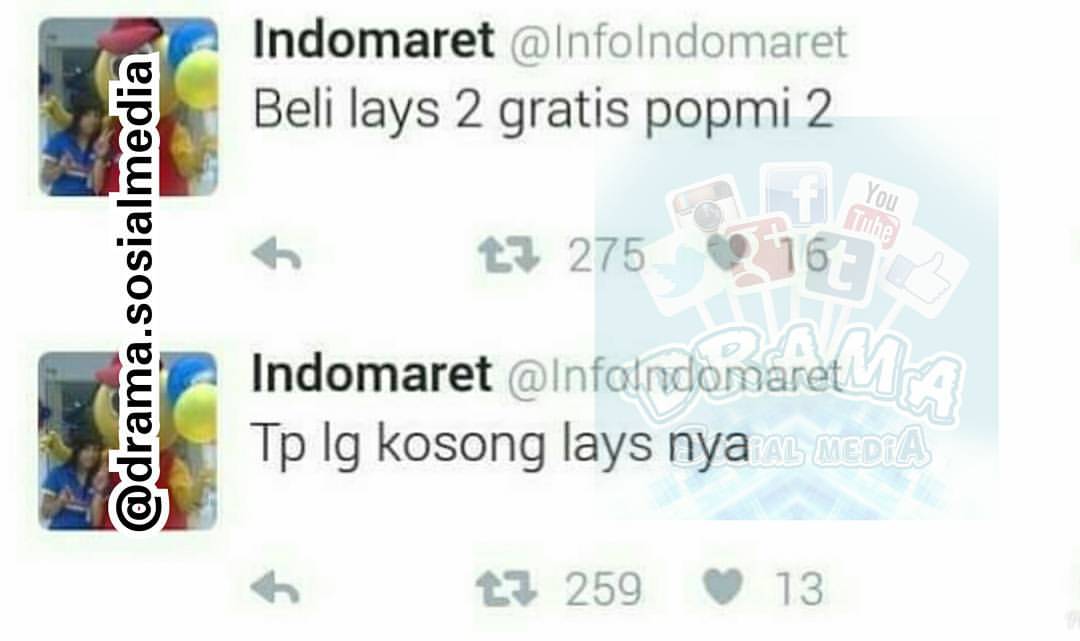 Indomaret @InfoIndomaret
Beli lays 2 gratis popmi 2
275 16
Indomaret @InfoIndomaret
Tp lg kosong lays nya
259 13
@drama.sosialmedia
You
Tube
f
g+
t
DRAMA
SOSIAL MEDIA